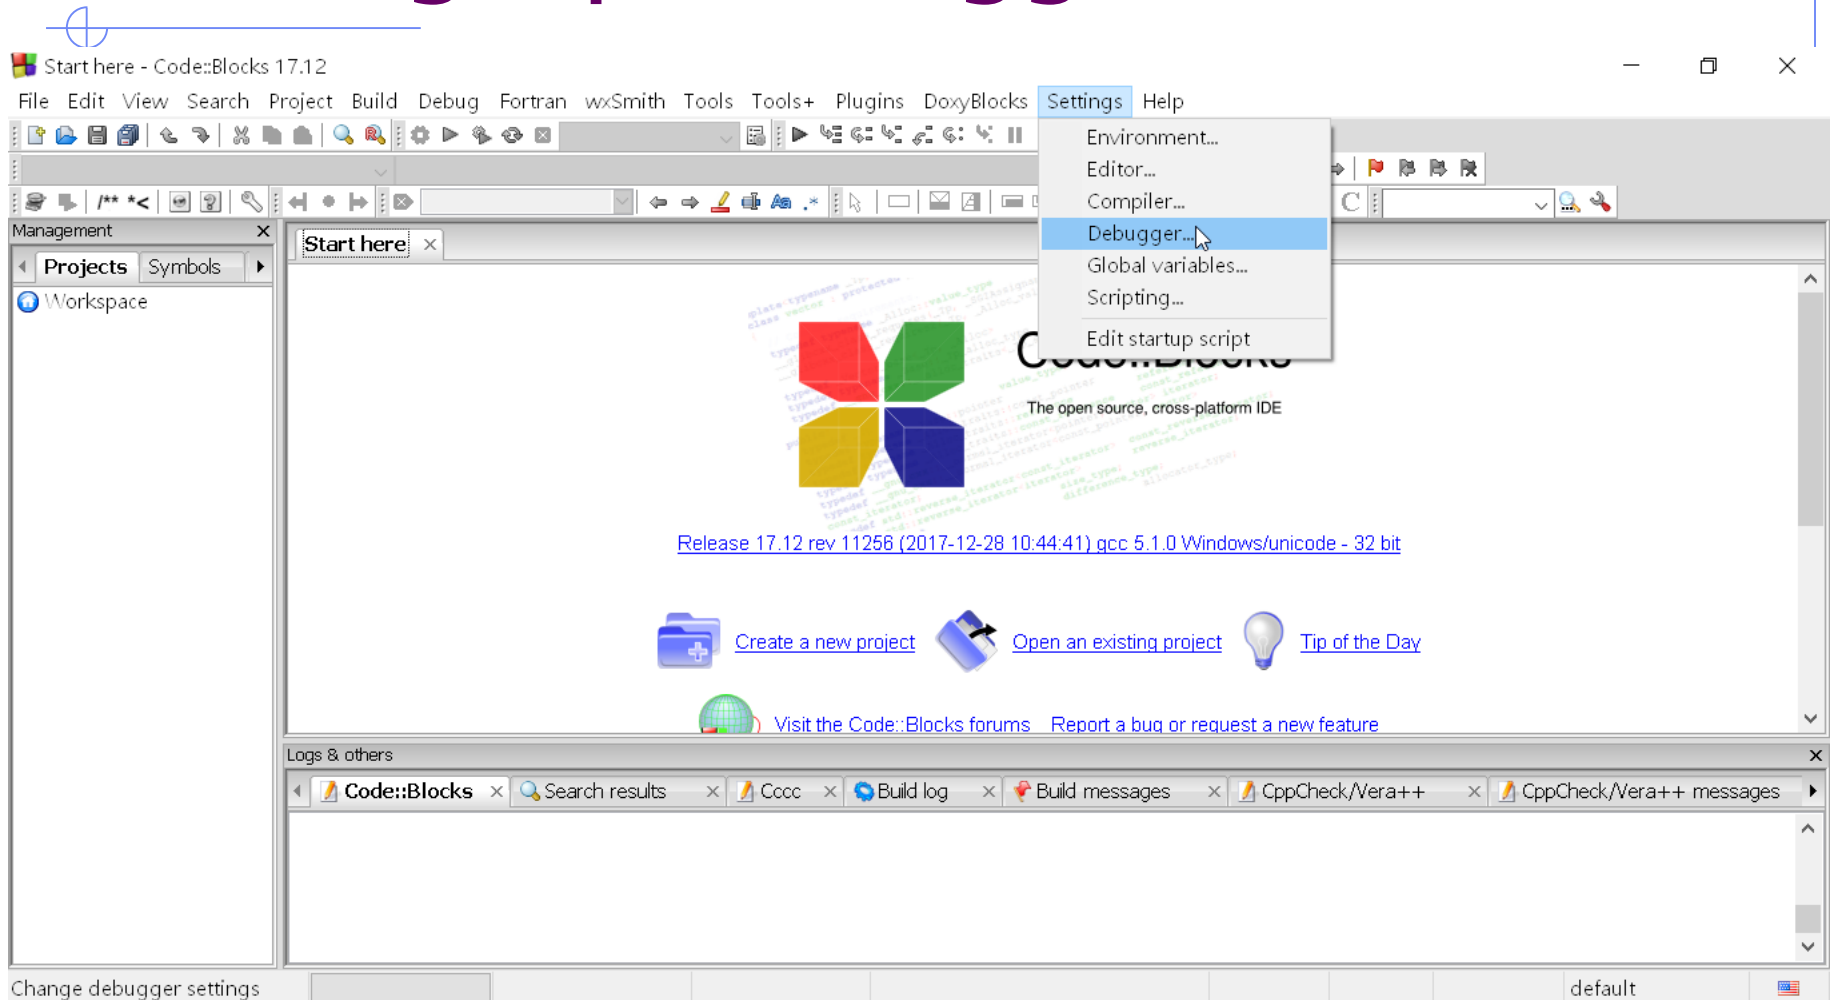 Start here - Code::Blocks 17.12
File Edit View Search Project Build Debug Fortran wxSmith Tools Tools+ Plugins DoxyBlocks Settings Help
Environment...
Editor...
/** *<
Aa .*
Compiler...
C
Management
Start here
Debugger...
Projects Symbols
Global variables...
Workspace
Scripting...
Edit startup script
The open source, cross-platform IDE
Release 17.12 rev 11256 (2017-12-28 10:44:41) gcc 5.1.0 Windows/unicode - 32 bit
Create a new project Open an existing project Tip of the Day
Visit the Code::Blocks forums Report a bug or request a new feature
Logs & others
Code::Blocks Search results Cccc Build log Build messages CppCheck/Vera++ CppCheck/Vera++ messages
Change debugger settings default